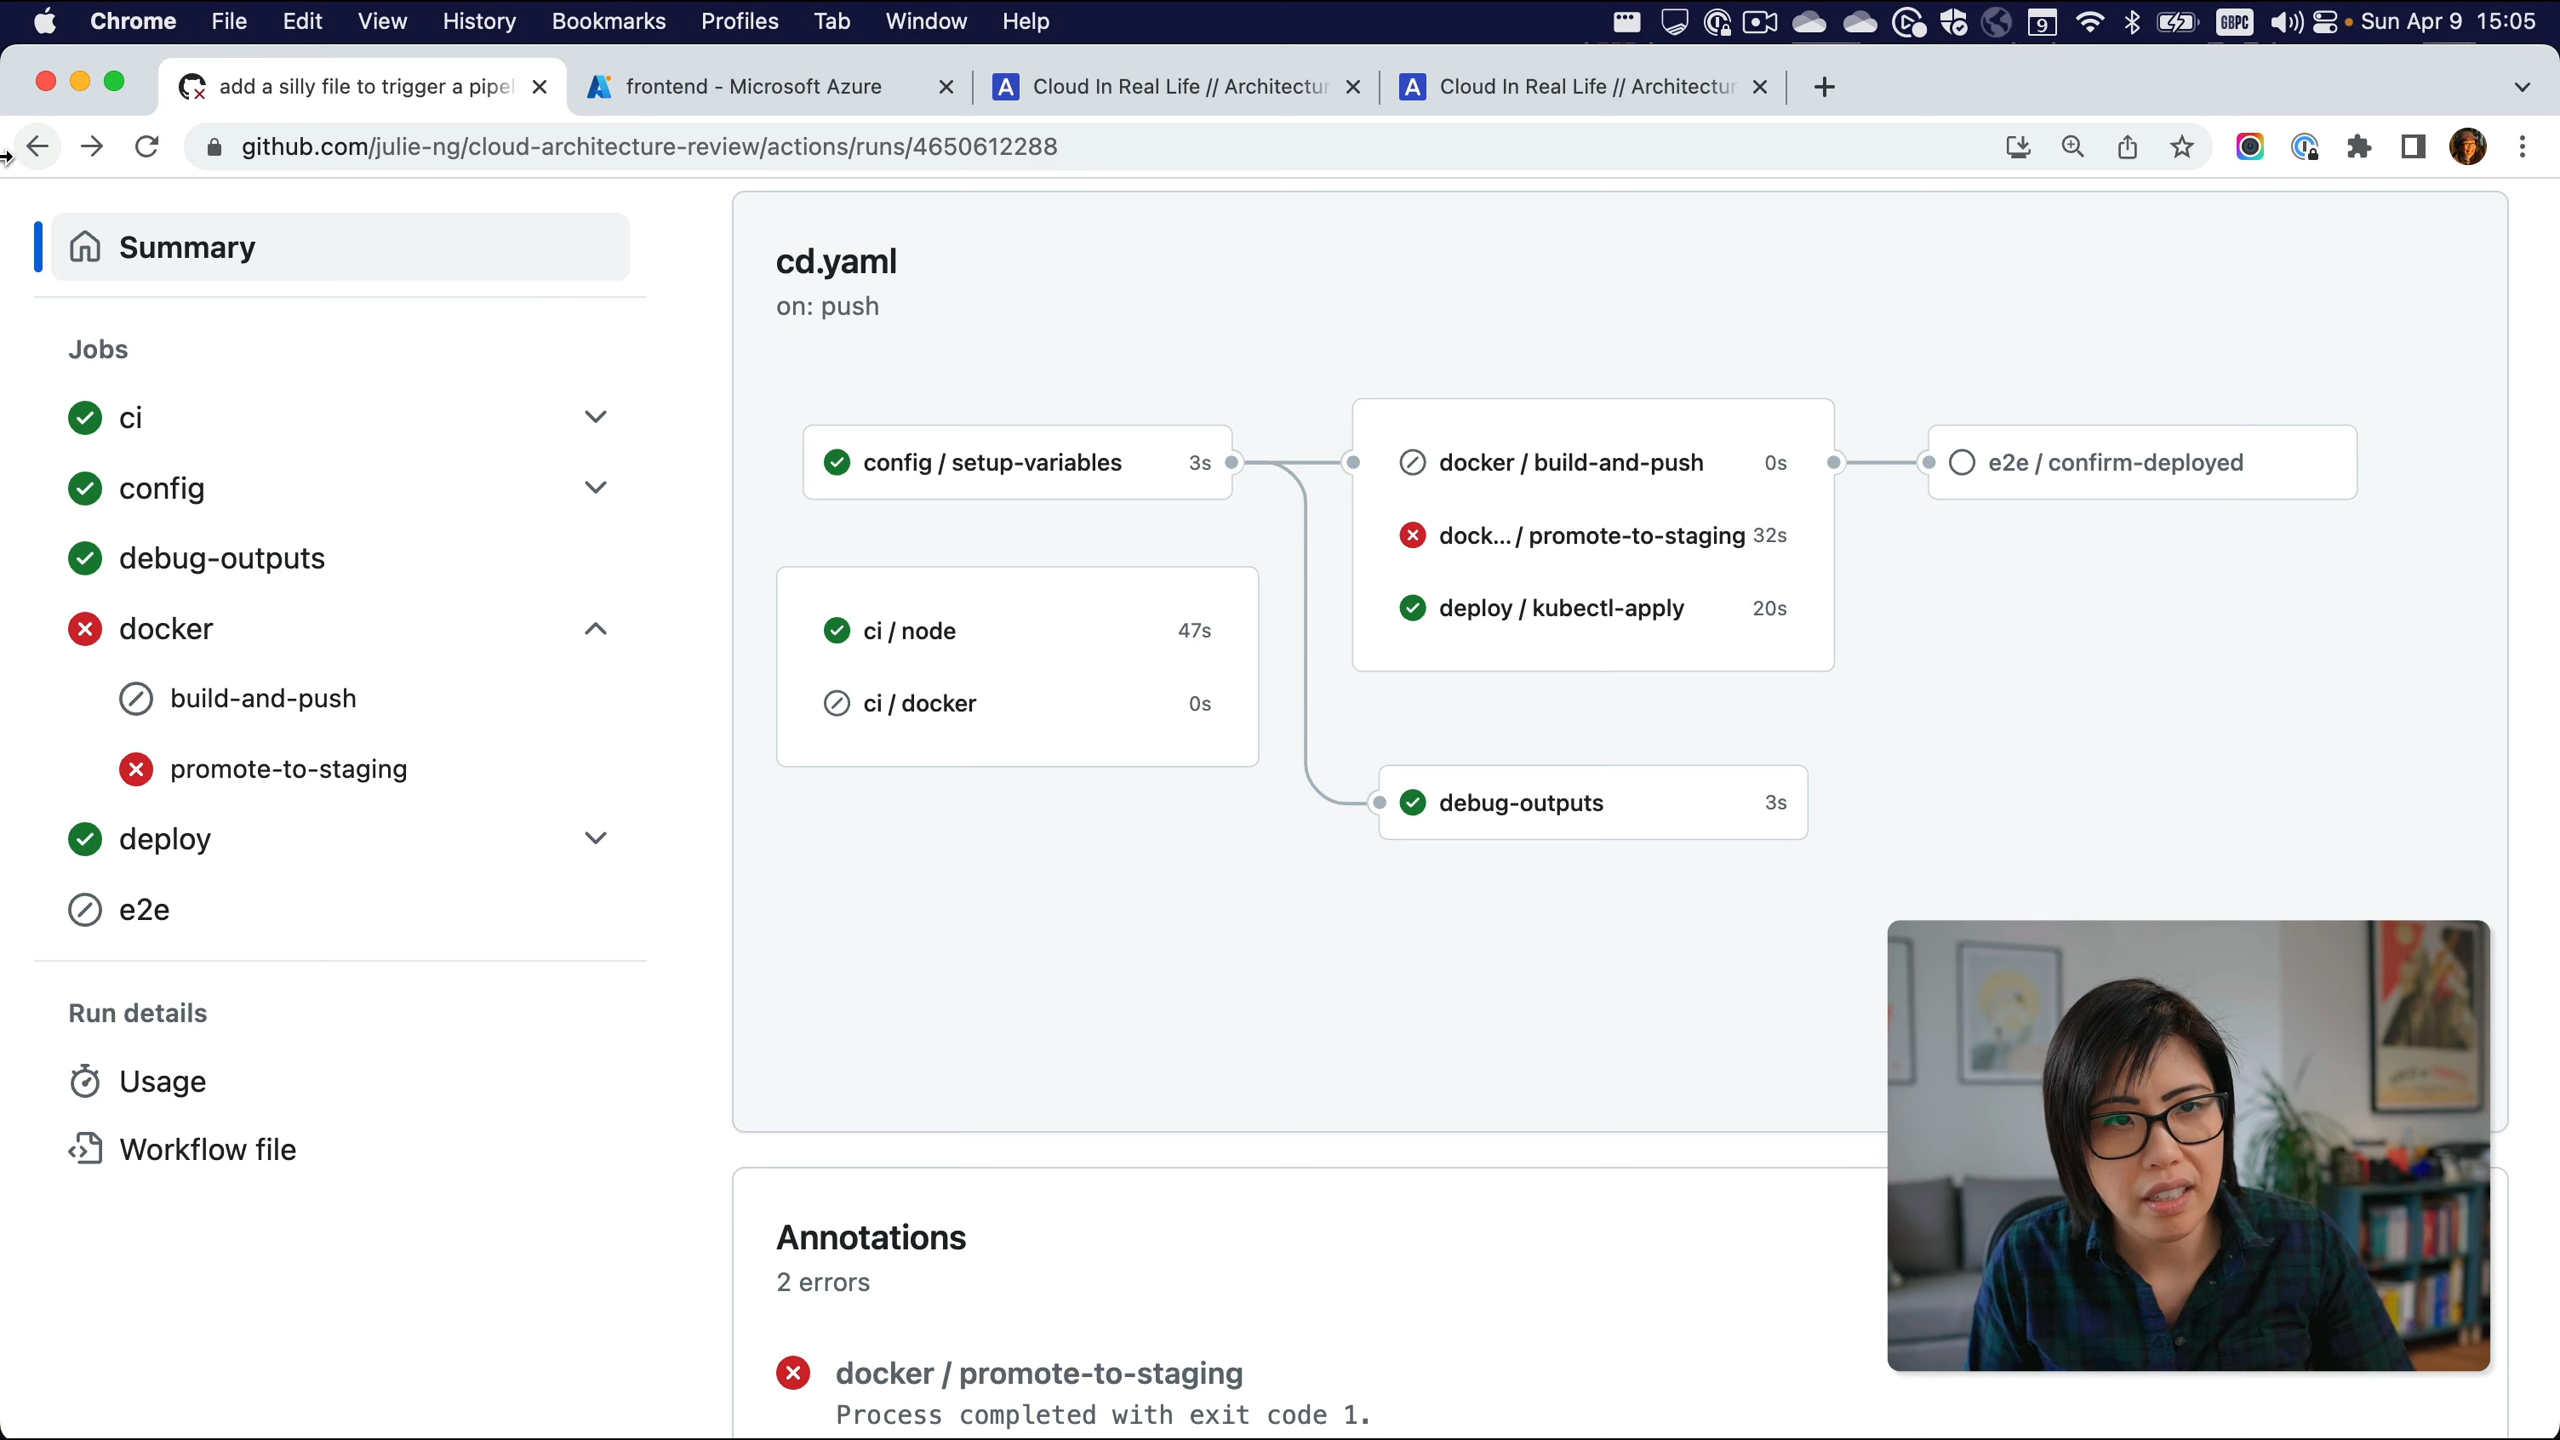 Chrome File Edit View History Bookmarks Profiles Tab Window Help
9 GBPC Sun Apr 9 15:05
add a silly file to trigger a pipel
frontend - Microsoft Azure
Cloud In Real Life // Architectur
Cloud In Real Life // Architectur
github.com/julie-ng/cloud-architecture-review/actions/runs/4650612288
Summary
Jobs
ci
config
debug-outputs
docker
build-and-push
promote-to-staging
deploy
e2e
Run details
Usage
Workflow file
cd.yaml
on: push
config / setup-variables 3s
ci / node 47s
ci / docker 0s
docker / build-and-push 0s
dock... / promote-to-staging 32s
deploy / kubectl-apply 20s
debug-outputs 3s
e2e / confirm-deployed
Annotations
2 errors
docker / promote-to-staging
Process completed with exit code 1.